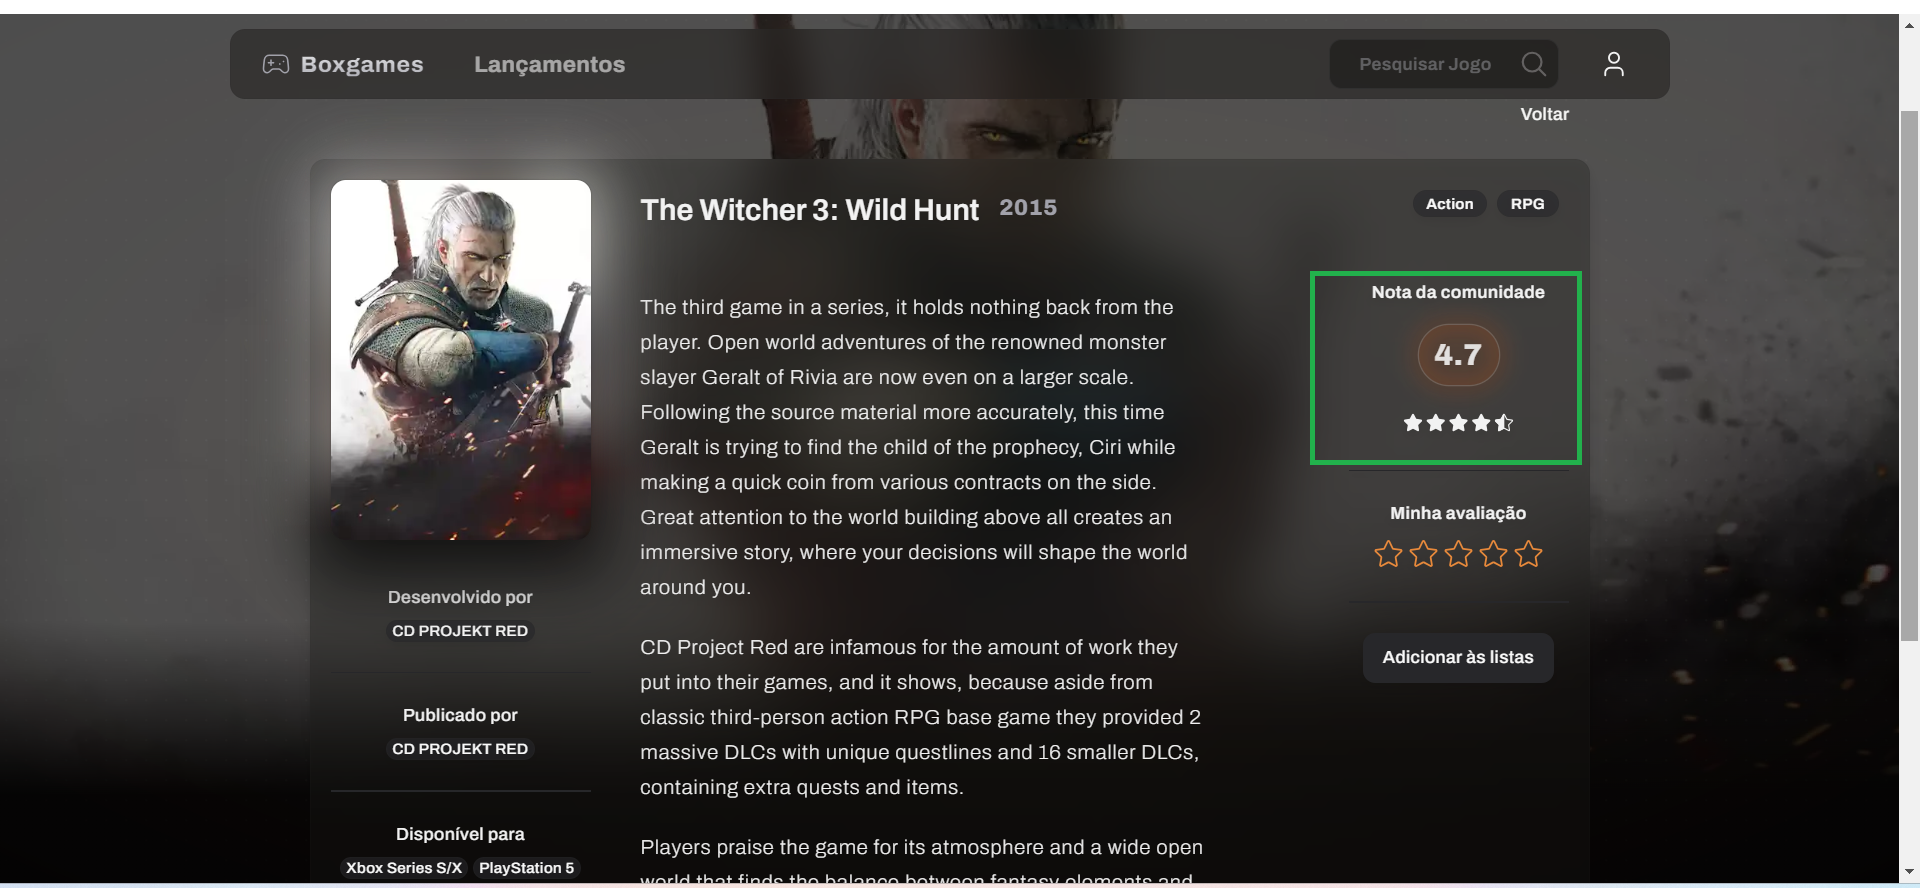 Boxgames
Lançamentos
Pesquisar Jogo
Voltar
The Witcher 3: Wild Hunt 2015
Action RPG
The third game in a series, it holds nothing back from the
player. Open world adventures of the renowned monster
slayer Geralt of Rivia are now even on a larger scale.
Following the source material more accurately, this time
Geralt is trying to find the child of the prophecy, Ciri while
making a quick coin from various contracts on the side.
Great attention to the world building above all creates an
immersive story, where your decisions will shape the world
around you.
CD Project Red are infamous for the amount of work they
put into their games, and it shows, because aside from
classic third-person action RPG base game they provided 2
massive DLCs with unique questlines and 16 smaller DLCs,
containing extra quests and items.
Players praise the game for its atmosphere and a wide open
world that finds the balance between fantasy elements and
Nota da comunidade
4.7
Minha avaliação
Adicionar às listas
Desenvolvido por
CD PROJEKT RED
Publicado por
CD PROJEKT RED
Disponível para
Xbox Series S/X PlayStation 5